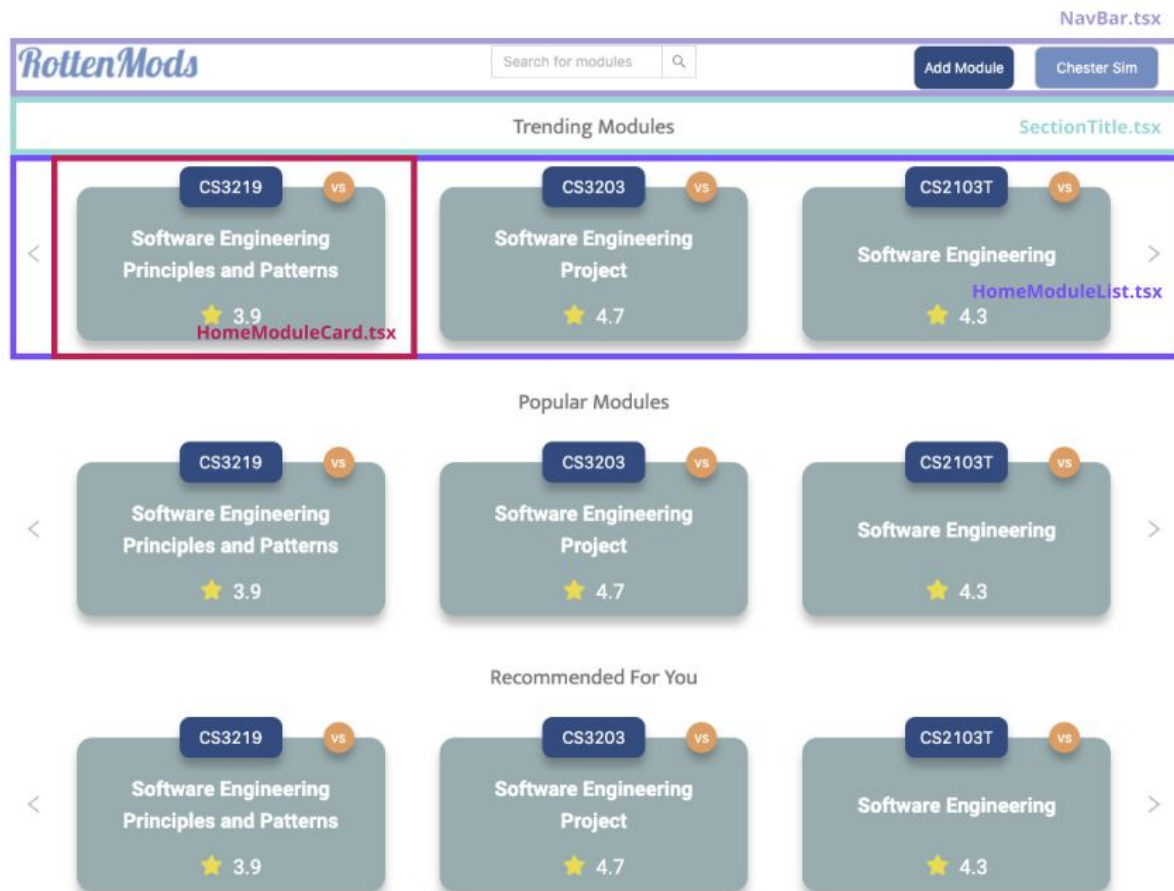 NavBar.tsx
RottenMods
Search for modules
Add Module
Chester Sim
Trending Modules
SectionTitle.tsx
CS3219
vs
CS3203
vs
CS2103T
vs
Software Engineering
Principles and Patterns
Software Engineering
Project
Software Engineering
HomeModuleList.tsx
3.9
4.7
4.3
HomeModuleCard.tsx
Popular Modules
CS3219
vs
CS3203
vs
CS2103T
vs
Software Engineering
Principles and Patterns
Software Engineering
Project
Software Engineering
3.9
4.7
4.3
Recommended For You
CS3219
vs
CS3203
vs
CS2103T
vs
Software Engineering
Principles and Patterns
Software Engineering
Project
Software Engineering
3.9
4.7
4.3